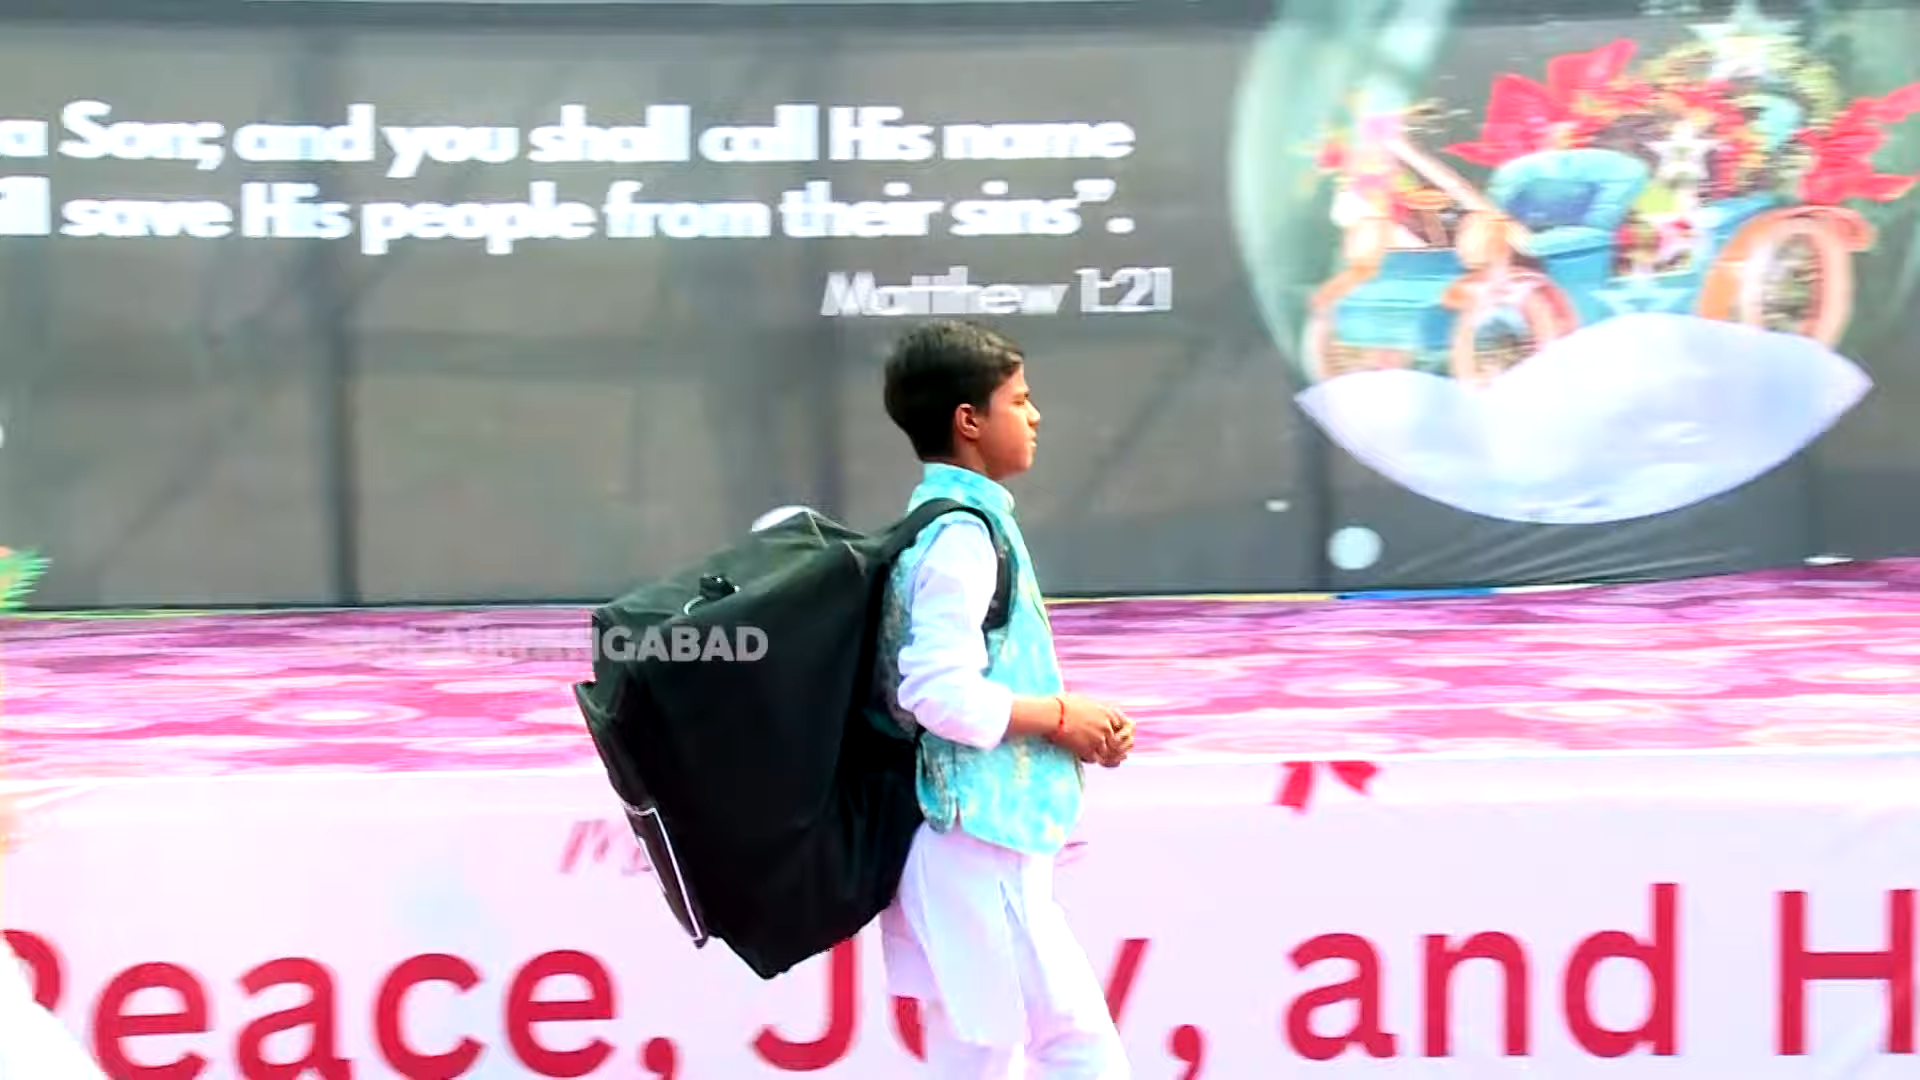 a Son; and you shall call His name
save His people from their sins”.
Matthew 1:21
GABAD
Peace, Joy, and H